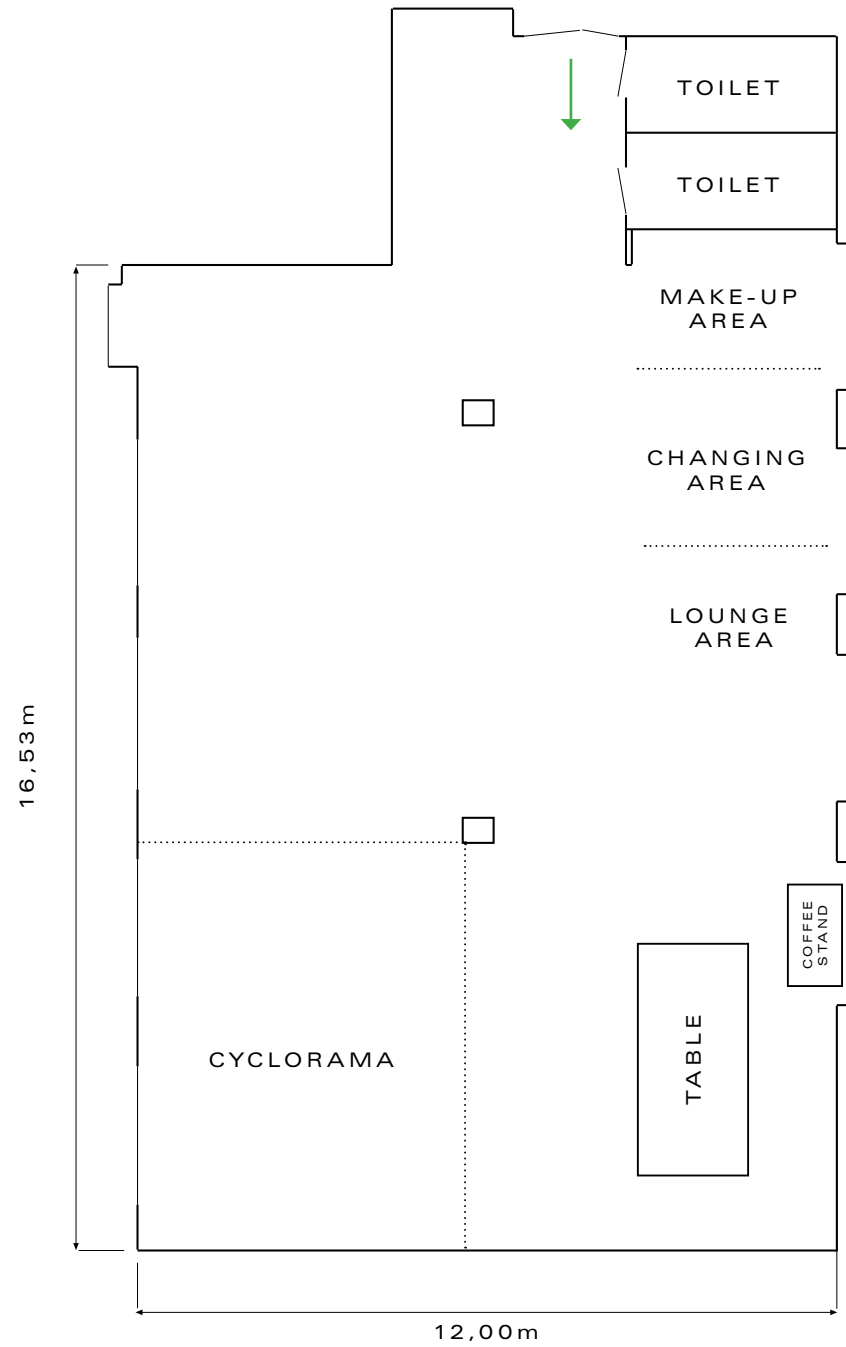 TOILET
TOILET
MAKE-UP
AREA
CHANGING
AREA
LOUNGE
AREA
16,53m
COFFEE
STAND
TABLE
CYCLORAMA
12,00m